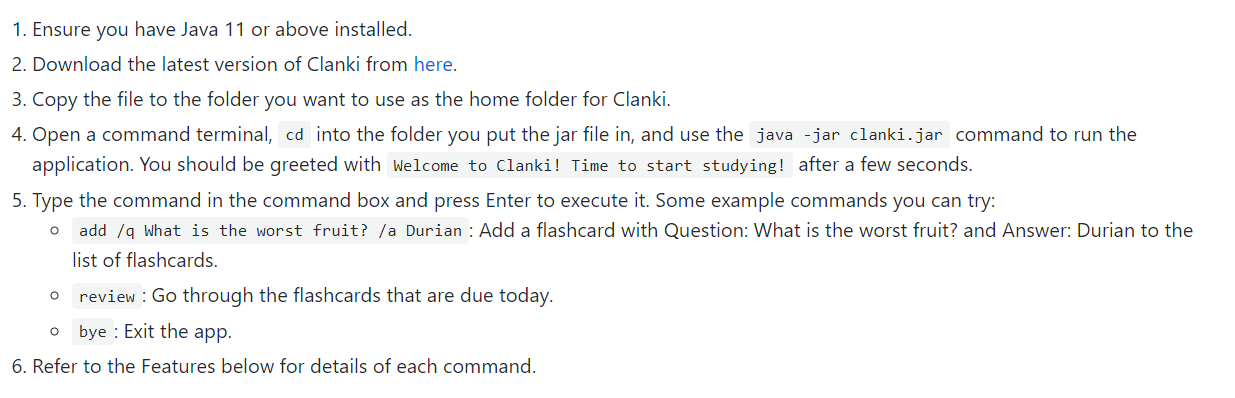 1. Ensure you have Java 11 or above installed.
2. Download the latest version of Clanki from here.
3. Copy the file to the folder you want to use as the home folder for Clanki.
4. Open a command terminal, cd into the folder you put the jar file in, and use the java -jar clanki.jar command to run the
application. You should be greeted with Welcome to Clanki! Time to start studying! after a few seconds.
5. Type the command in the command box and press Enter to execute it. Some example commands you can try:
add /q What is the worst fruit? /a Durian : Add a flashcard with Question: What is the worst fruit? and Answer: Durian to the
list of flashcards.
review : Go through the flashcards that are due today.
bye : Exit the app.
6. Refer to the Features below for details of each command.